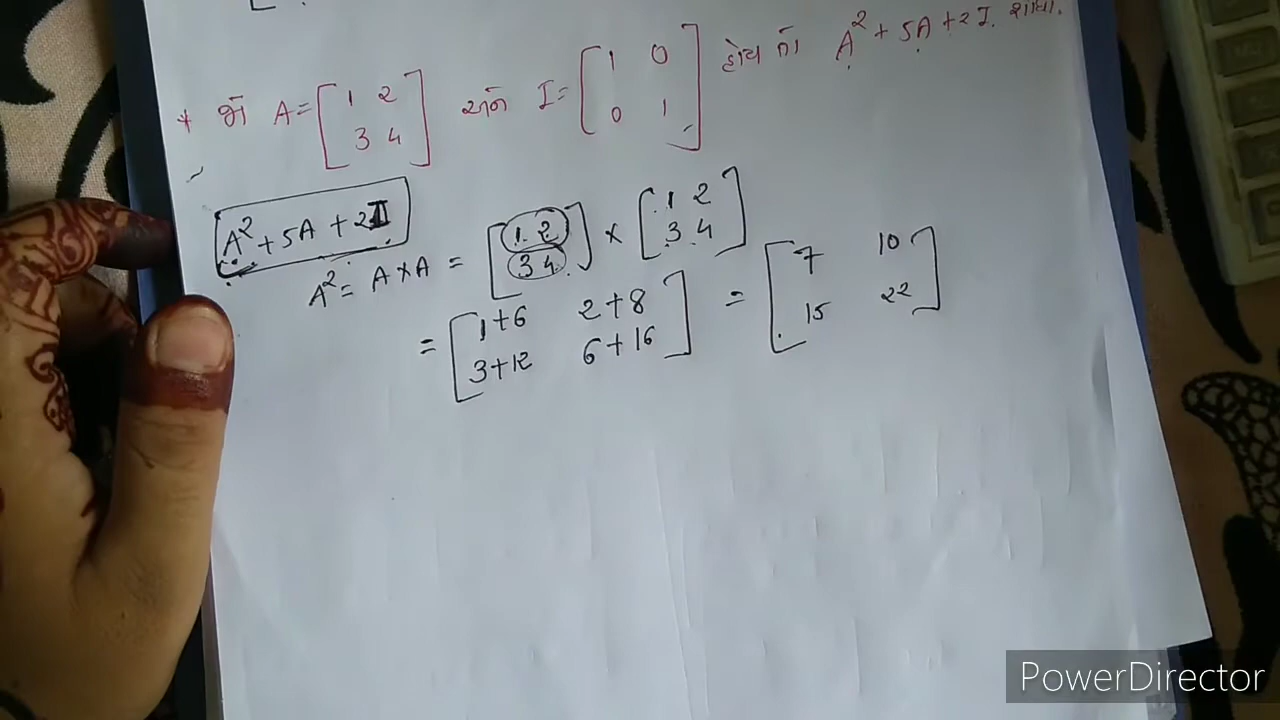 * જો A = [ 1 2 3 4 ] અને I = [ 1 0 0 1 ] હોય તો A² + 5A + 2I શોધો.
A² + 5A + 2I
A² = A × A = [ 1 2 3 4 ] × [ 1 2 3 4 ]
= [ 1+6 2+8 3+12 6+16 ] = [ 7 10 15 22 ]
PowerDirector